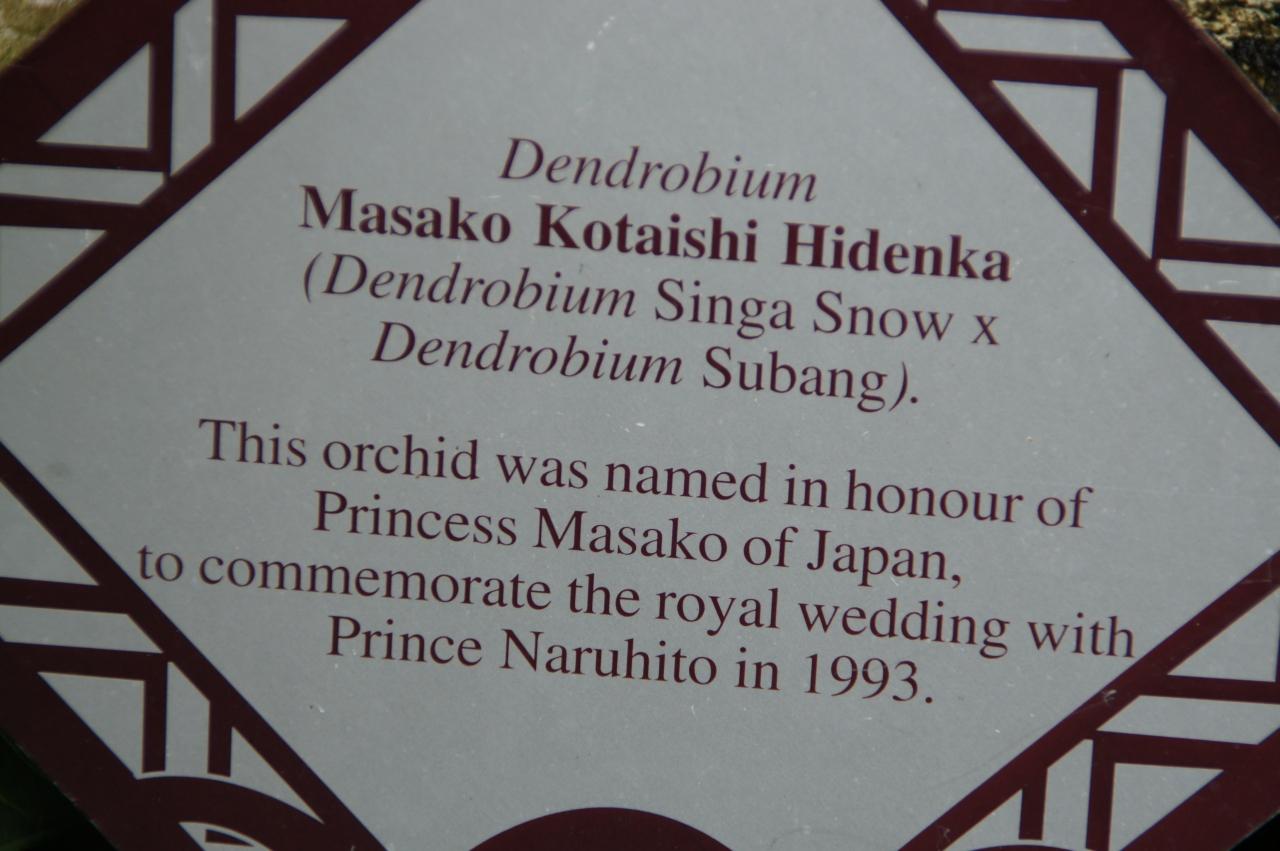 Dendrobium
Masako Kotaishi Hidenka
(Dendrobium Singa Snow x
Dendrobium Subang).
This orchid was named in honour of
Princess Masako of Japan,
to commemorate the royal wedding with
Prince Naruhito in 1993.